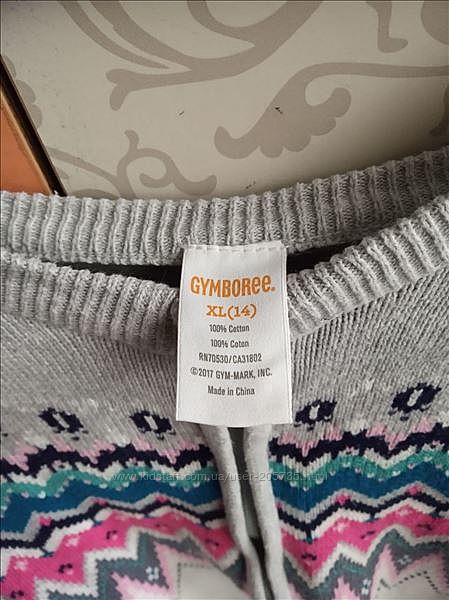 GYMBOREE.
XL(14)
100% Cotton
100% Coton
RN70530/CA31802
©2017 GYM-MARK, INC.
Made in China